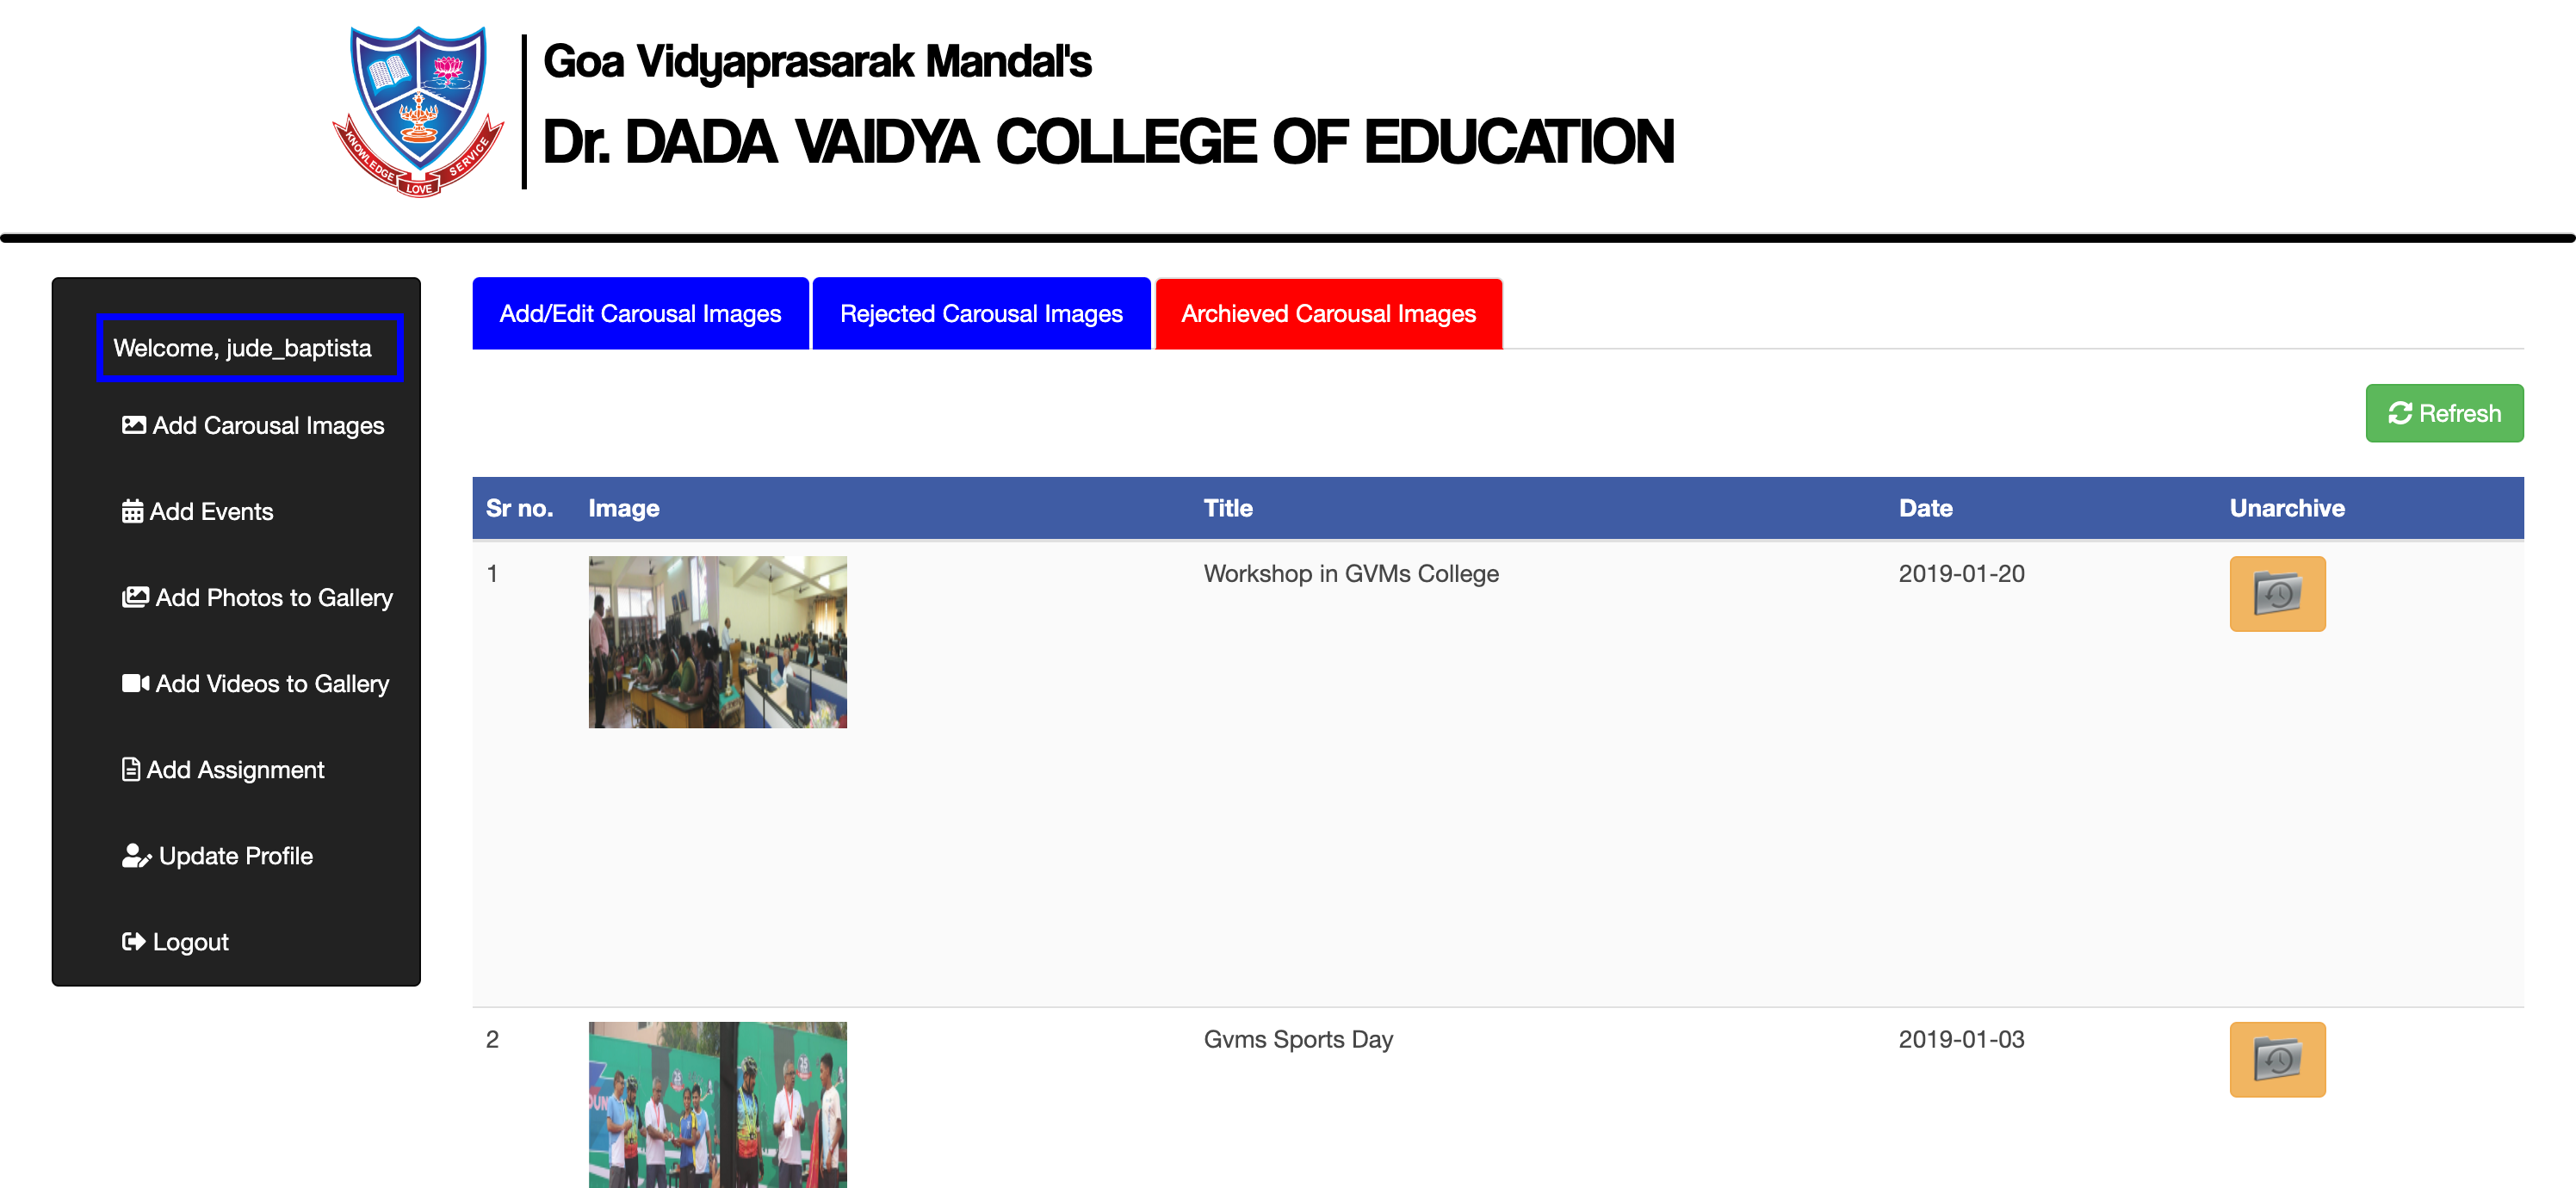 Goa Vidyaprasarak Mandal's
Dr. DADA VAIDYA COLLEGE OF EDUCATION
KNOWLEDGE LOVE SERVICE
Welcome, jude_baptista
Add Carousal Images
Add Events
Add Photos to Gallery
Add Videos to Gallery
Add Assignment
Update Profile
Logout
Add/Edit Carousal Images Rejected Carousal Images Archieved Carousal Images
Refresh
Sr no. Image Title Date Unarchive
1 Workshop in GVMs College 2019-01-20
2 Gvms Sports Day 2019-01-03
25